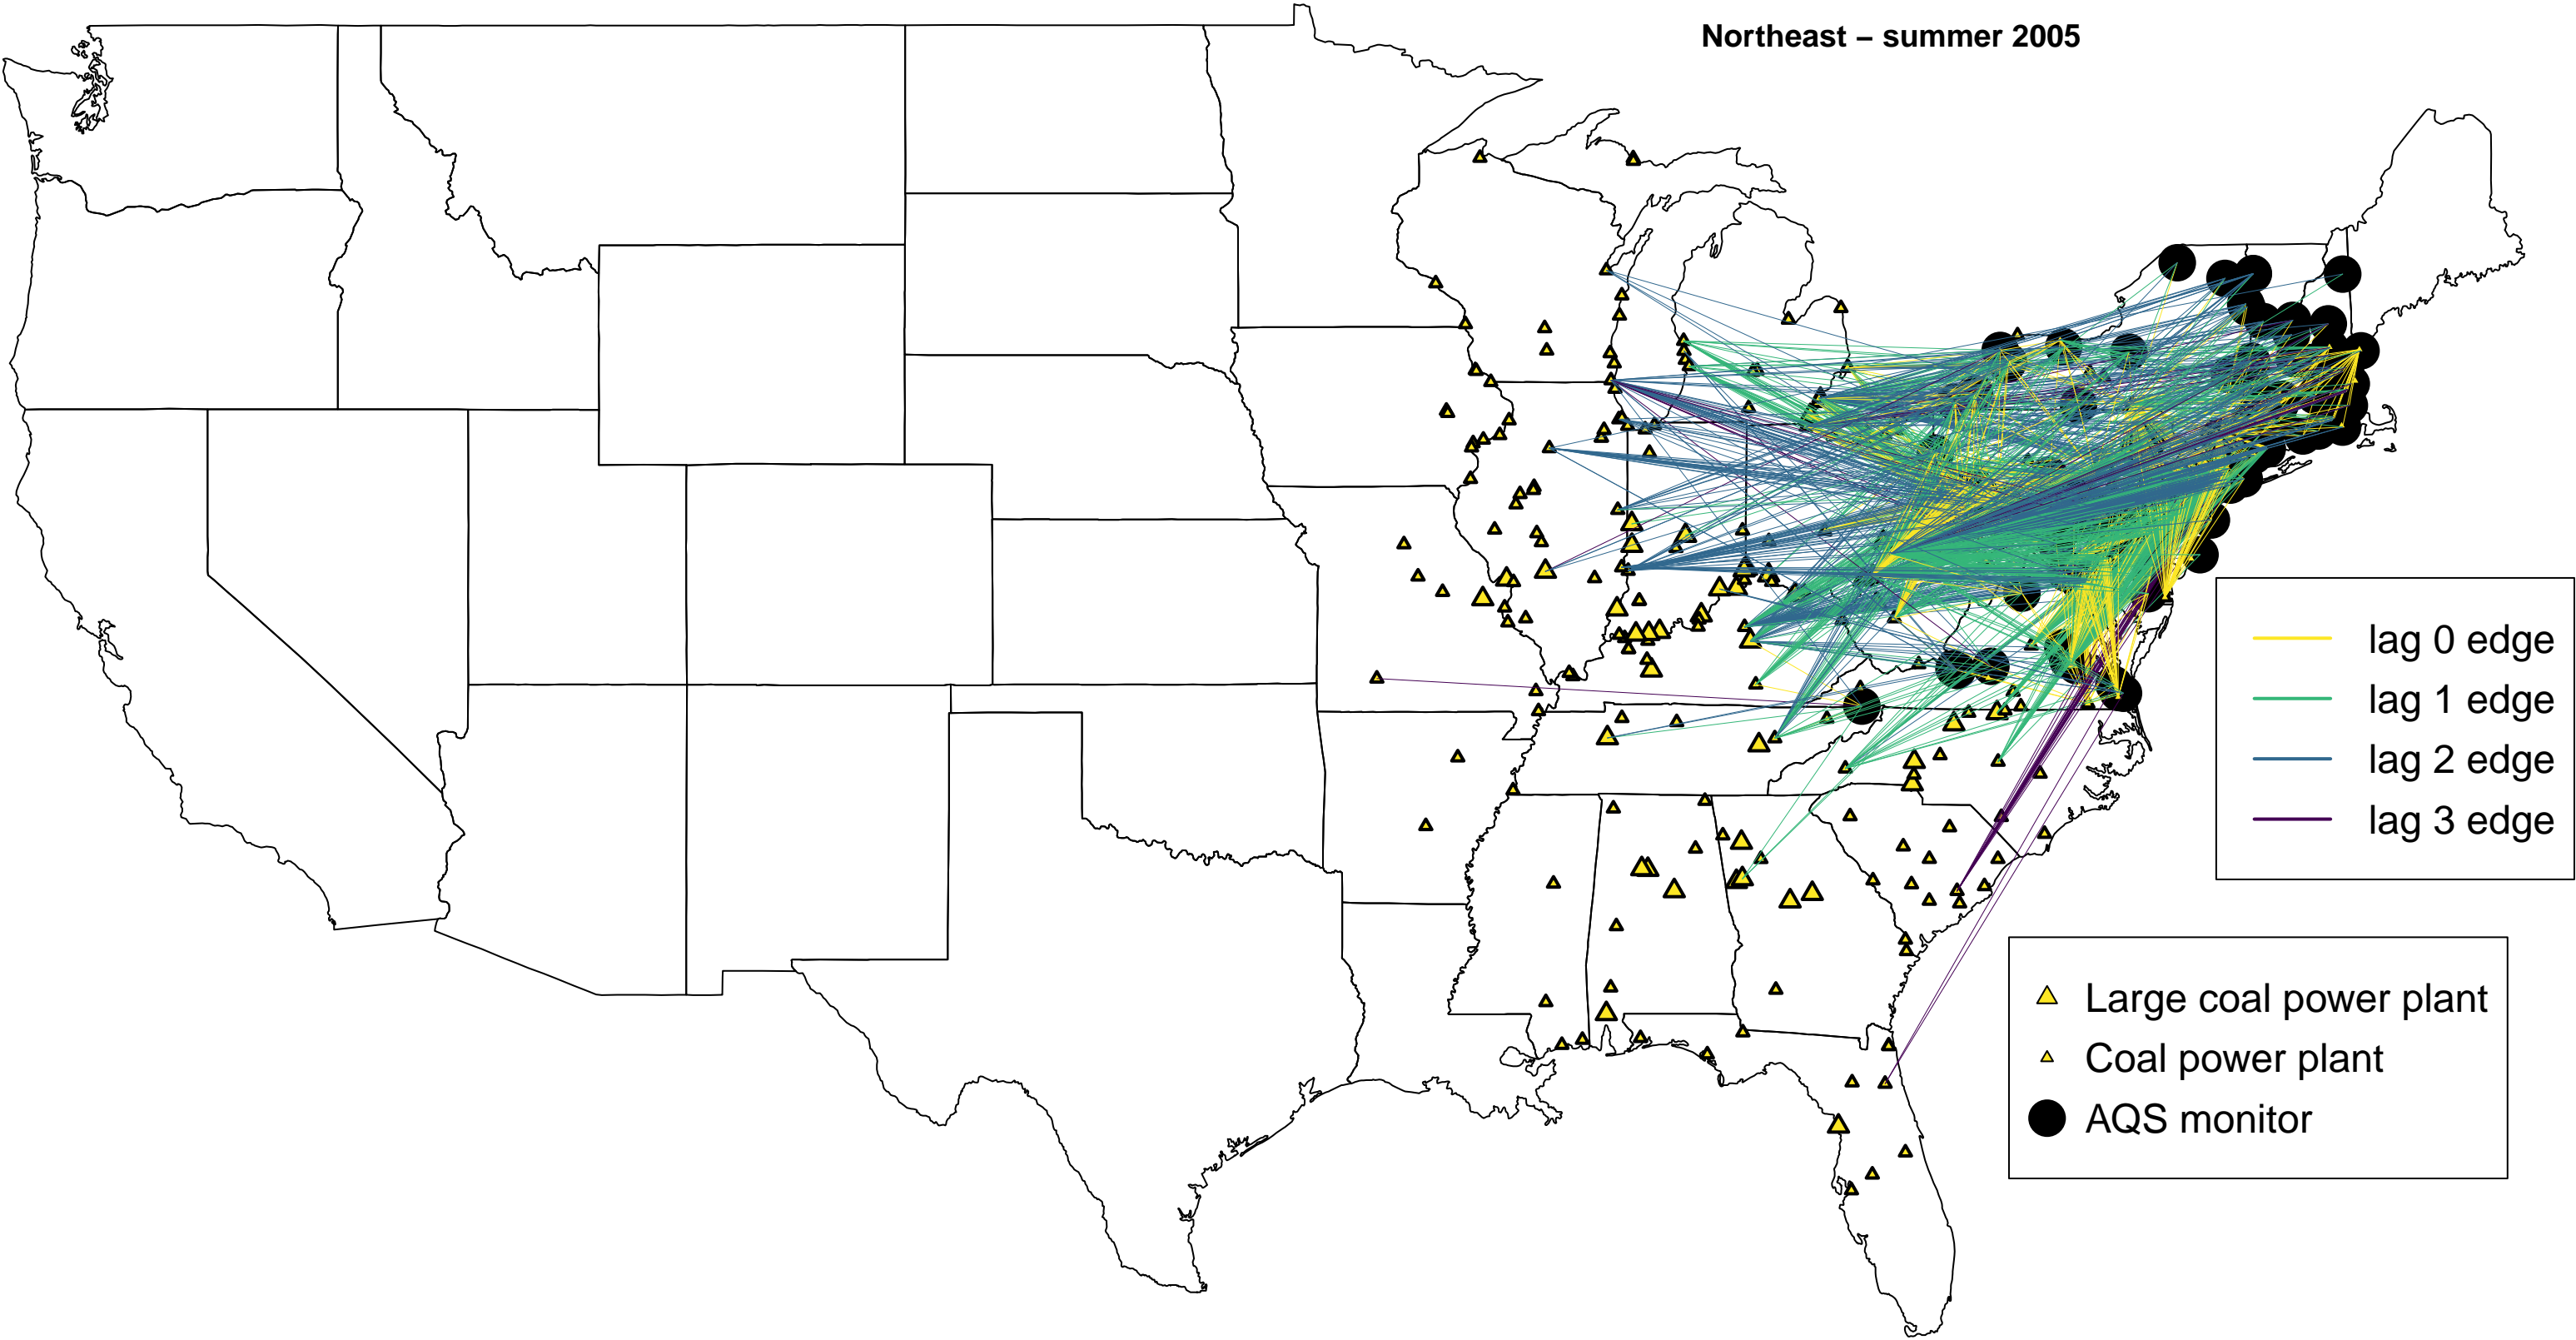 Northeast – summer 2005
lag 0 edge
lag 1 edge
lag 2 edge
lag 3 edge
Large coal power plant
Coal power plant
AQS monitor